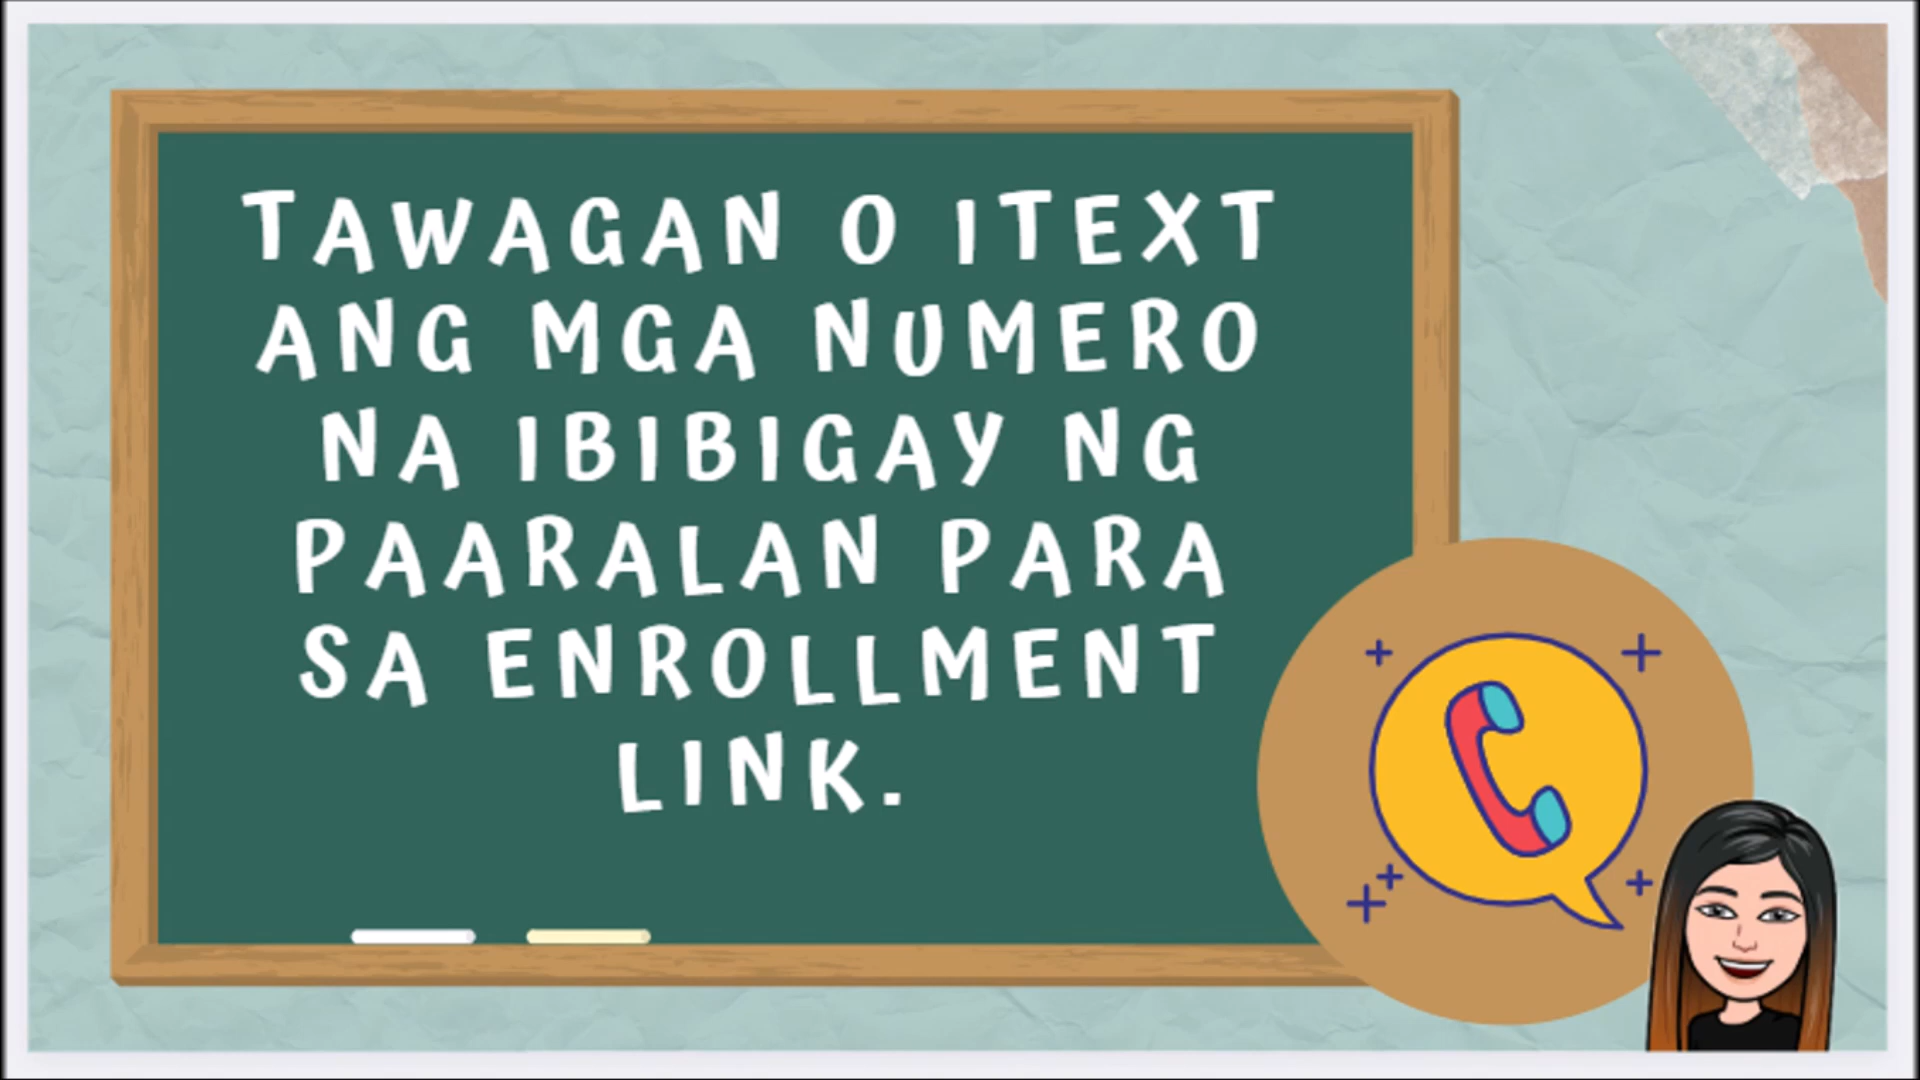 TAWAGAN O ITEXT
ANG MGA NUMERO
NA IBIBIGAY NG
PAARALAN PARA
SA ENROLLMENT
LINK.